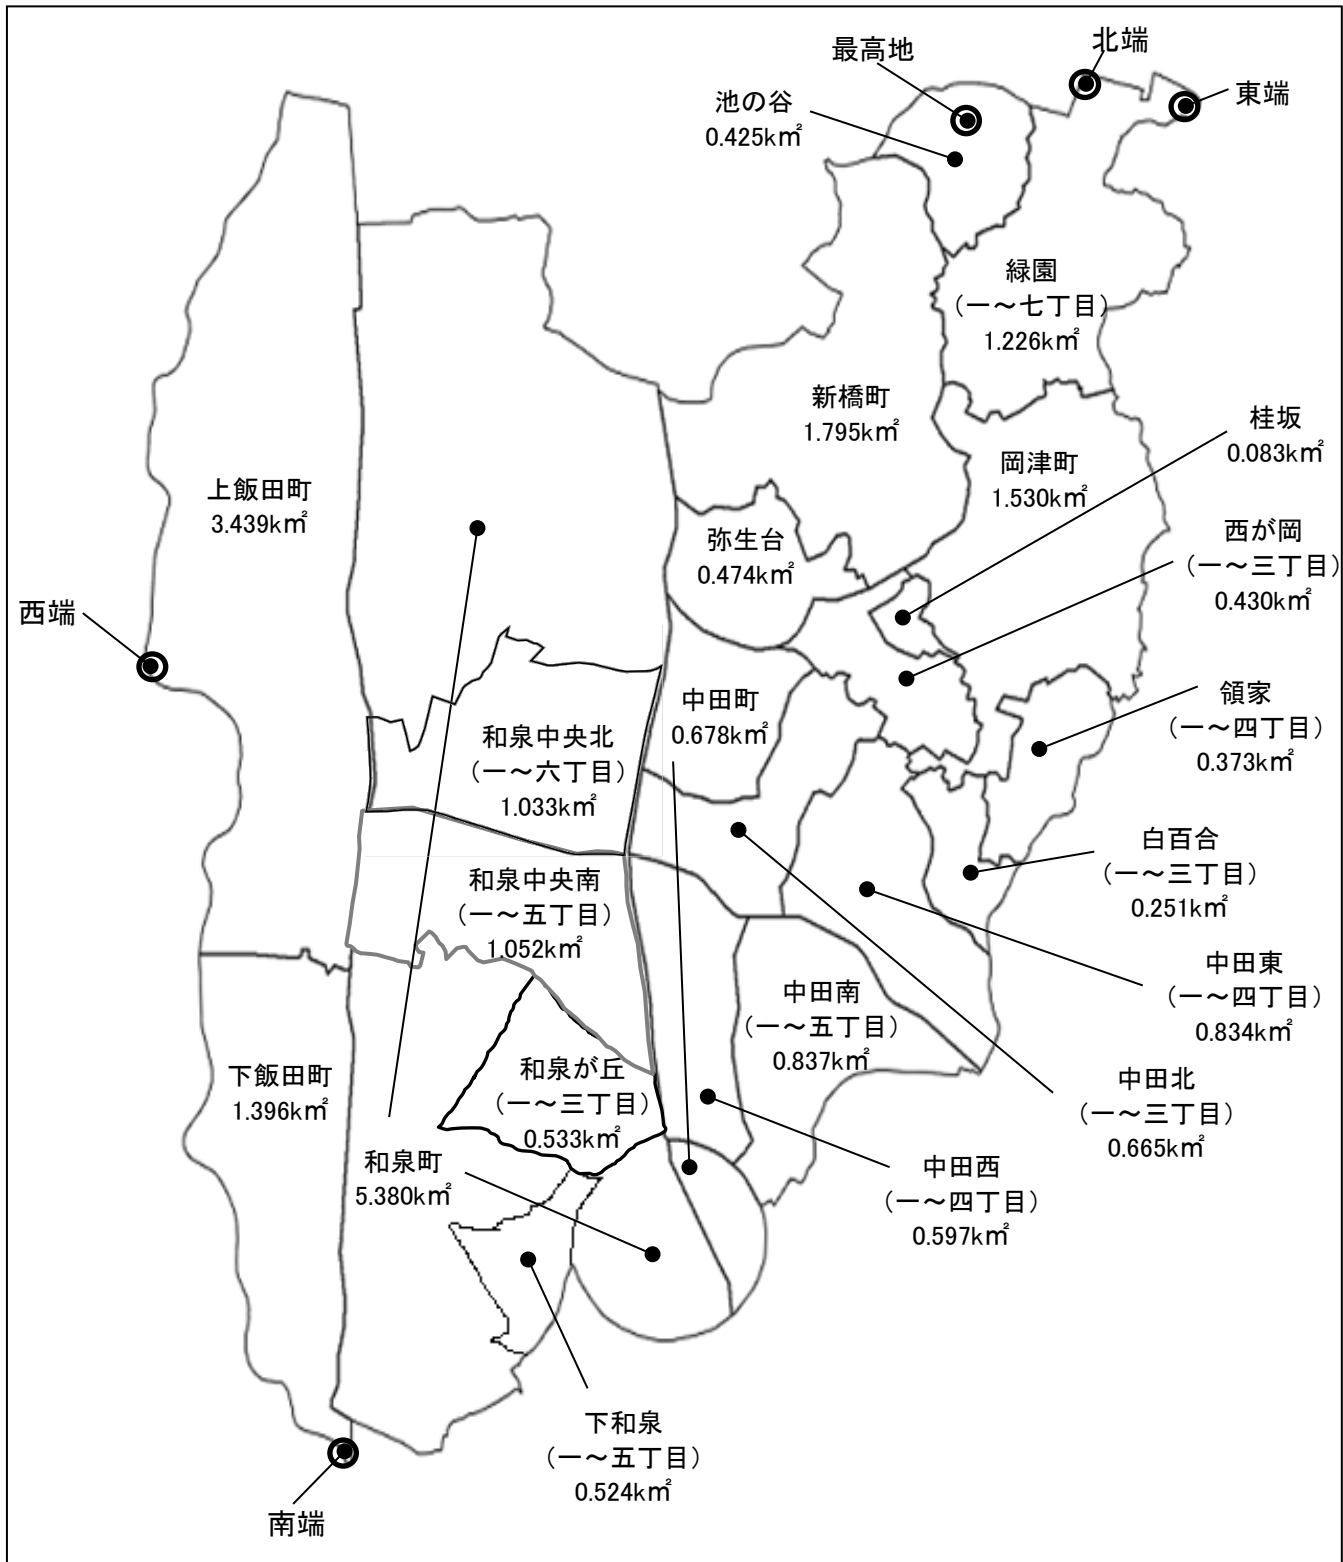 最高地
北端
東端
池の谷
0.425k㎡
緑園
（一～七丁目）
1.226k㎡
新橋町
1.795k㎡
桂坂
0.083k㎡
岡津町
1.530k㎡
上飯田町
3.439k㎡
弥生台
0.474k㎡
西が岡
（一～三丁目）
0.430k㎡
西端
中田町
0.678k㎡
領家
（一～四丁目）
0.373k㎡
和泉中央北
（一～六丁目）
1.033k㎡
白百合
（一～三丁目）
0.251k㎡
和泉中央南
（一～五丁目）
1.052k㎡
中田東
（一～四丁目）
0.834k㎡
中田南
（一～五丁目）
0.837k㎡
下飯田町
1.396k㎡
和泉が丘
（一～三丁目）
0.533k㎡
中田北
（一～三丁目）
0.665k㎡
和泉町
5.380k㎡
中田西
（一～四丁目）
0.597k㎡
下和泉
（一～五丁目）
0.524k㎡
南端